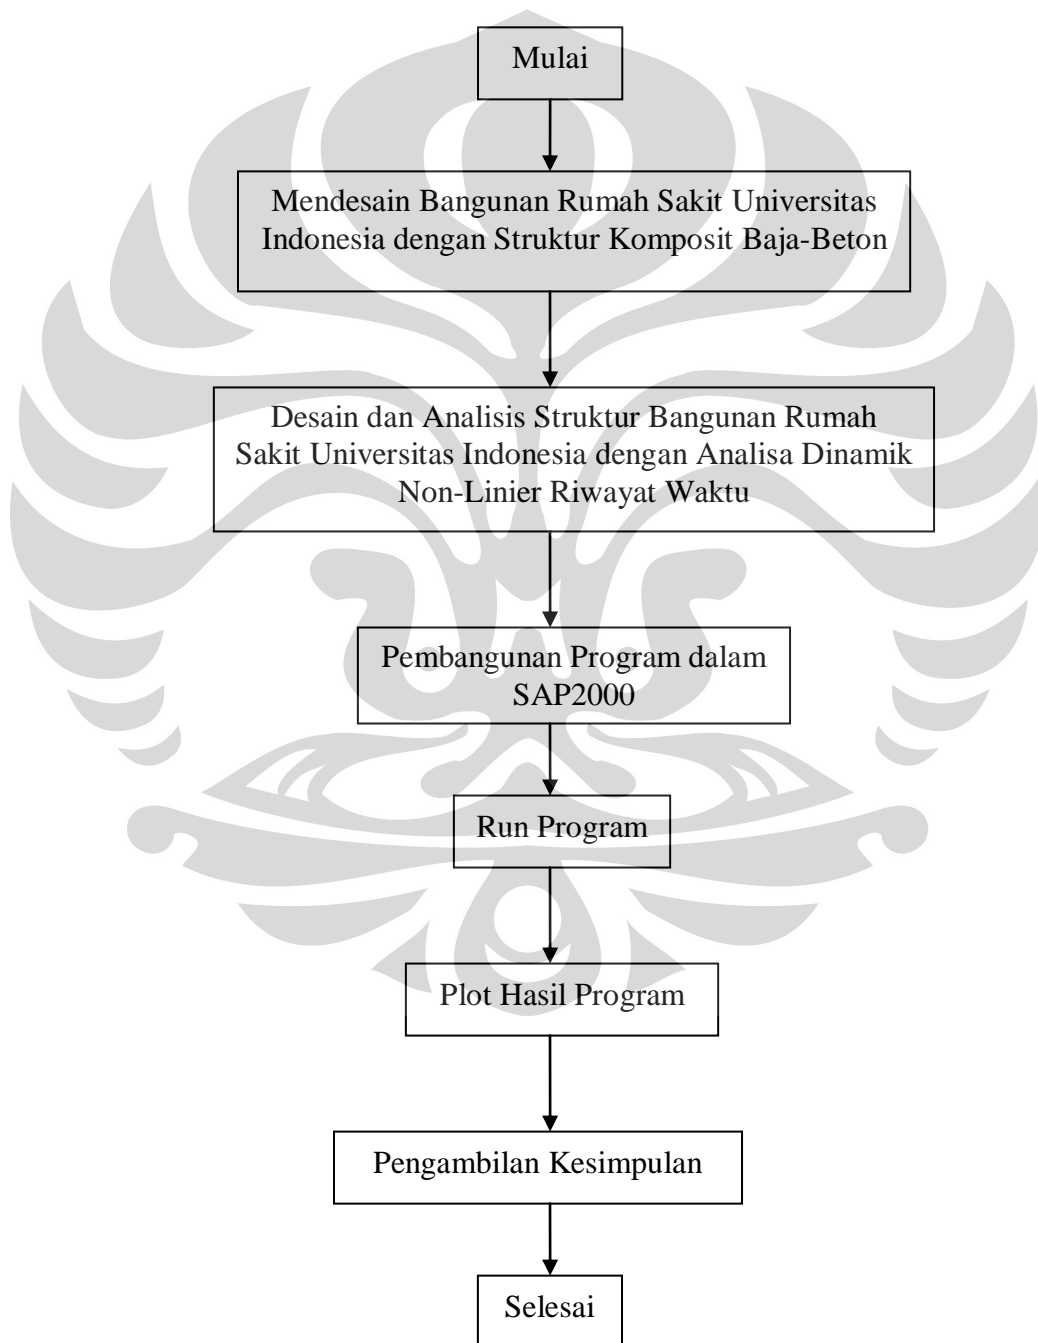 Mulai
Mendesain Bangunan Rumah Sakit Universitas
Indonesia dengan Struktur Komposit Baja-Beton
Desain dan Analisis Struktur Bangunan Rumah
Sakit Universitas Indonesia dengan Analisa Dinamik
Non-Linier Riwayat Waktu
Pembangunan Program dalam
SAP2000
Run Program
Plot Hasil Program
Pengambilan Kesimpulan
Selesai